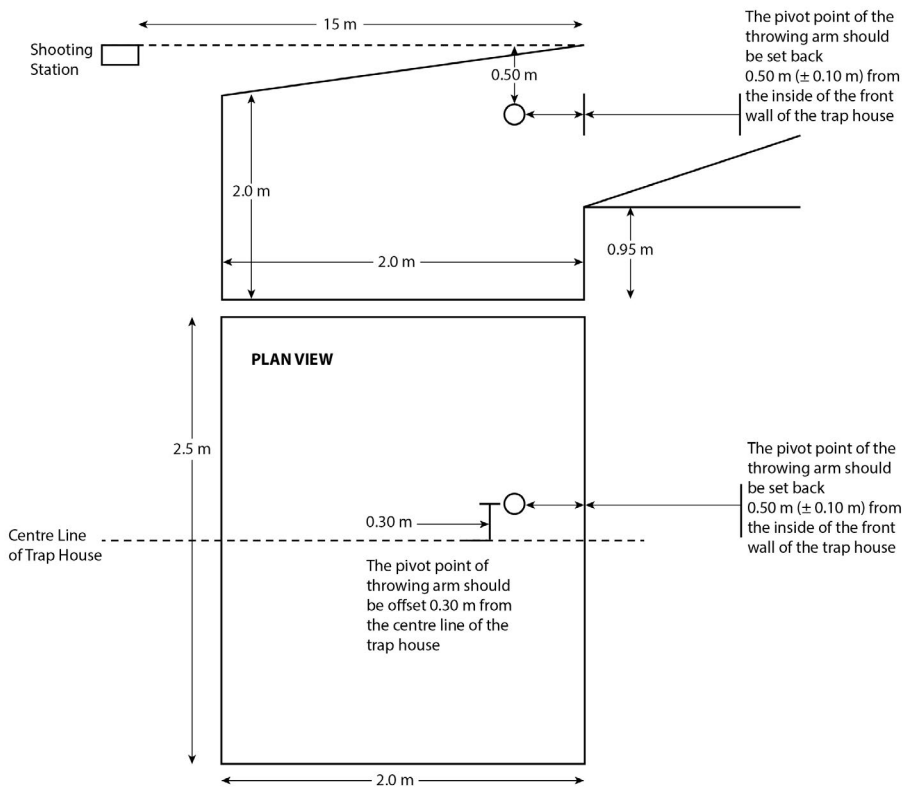 15 m
Shooting
Station
0.50 m
The pivot point of the
throwing arm should
be set back
0.50 m (± 0.10 m) from
the inside of the front
wall of the trap house
2.0 m
0.95 m
2.0 m
PLAN VIEW
2.5 m
The pivot point of the
throwing arm should
be set back
0.50 m (± 0.10 m) from
the inside of the front
wall of the trap house
0.30 m
Centre Line
of Trap House
The pivot point of
throwing arm should
be offset 0.30 m from
the centre line of the
trap house
2.0 m